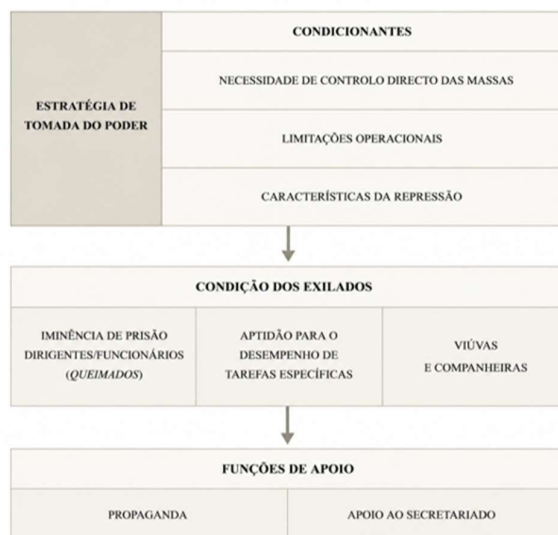 ESTRATÉGIA DE
TOMADA DO PODER
CONDICIONANTES
NECESSIDADE DE CONTROLO DIRECTO DAS MASSAS
LIMITAÇÕES OPERACIONAIS
CARACTERÍSTICAS DA REPRESSÃO
CONDIÇÃO DOS EXILADOS
IMINÊNCIA DE PRISÃO
DIRIGENTES/FUNCIONÁRIOS
(QUEIMADOS)
APTIDÃO PARA O
DESEMPENHO DE
TAREFAS ESPECÍFICAS
VIÚVAS
E COMPANHEIRAS
FUNÇÕES DE APOIO
PROPAGANDA
APOIO AO SECRETARIADO